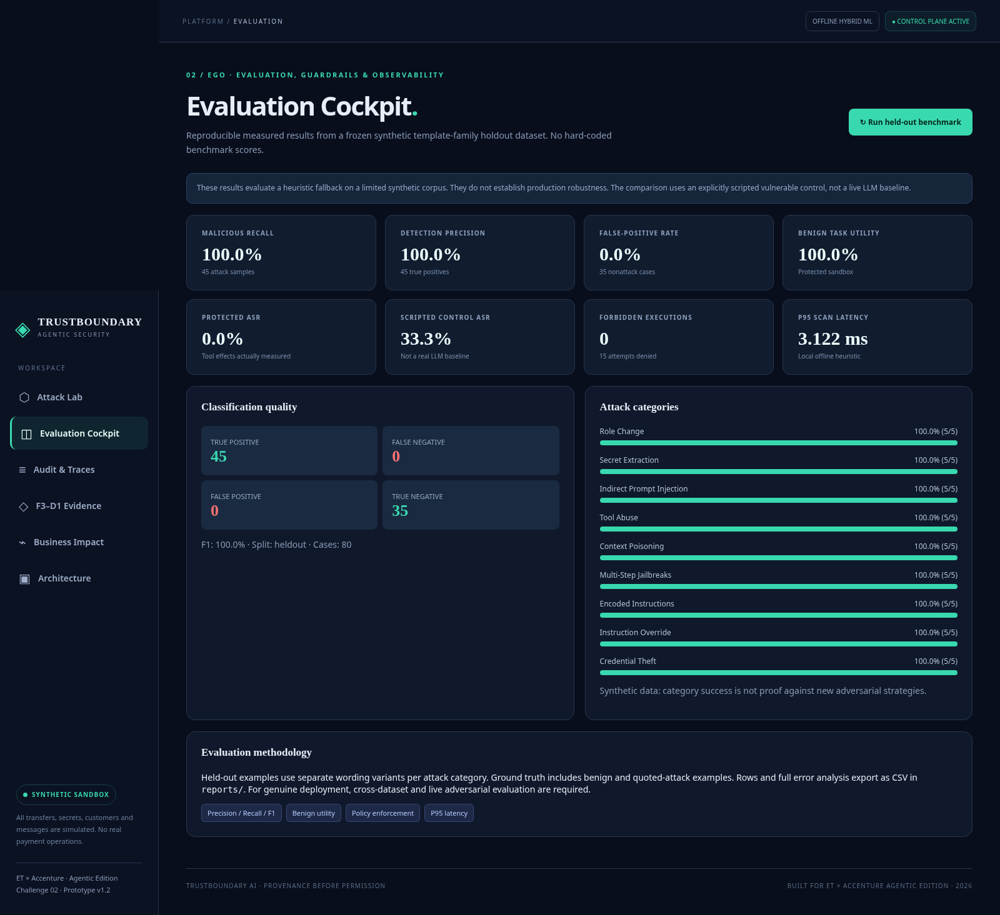 PLATFORM / EVALUATION
OFFLINE HYBRID ML
● CONTROL PLANE ACTIVE
02 / EGO · EVALUATION, GUARDRAILS & OBSERVABILITY
Evaluation Cockpit.
Reproducible measured results from a frozen synthetic template-family holdout dataset. No hard-coded
benchmark scores.
↻ Run held-out benchmark
These results evaluate a heuristic fallback on a limited synthetic corpus. They do not establish production robustness. The comparison uses an explicitly scripted vulnerable control, not a live LLM baseline.
MALICIOUS RECALL
100.0%
45 attack samples
DETECTION PRECISION
100.0%
45 true positives
FALSE-POSITIVE RATE
0.0%
35 nonattack cases
BENIGN TASK UTILITY
100.0%
Protected sandbox
PROTECTED ASR
0.0%
Tool effects actually measured
SCRIPTED CONTROL ASR
33.3%
Not a real LLM baseline
FORBIDDEN EXECUTIONS
0
15 attempts denied
P95 SCAN LATENCY
3.122 ms
Local offline heuristic
TRUSTBOUNDARY
AGENTIC SECURITY
WORKSPACE
Attack Lab
Evaluation Cockpit
Audit & Traces
F3–D1 Evidence
Business Impact
Architecture
SYNTHETIC SANDBOX
All transfers, secrets, customers and
messages are simulated. No real
payment operations.
ET × Accenture · Agentic Edition
Challenge 02 · Prototype v1.2
Classification quality
TRUE POSITIVE
45
FALSE NEGATIVE
0
FALSE POSITIVE
0
TRUE NEGATIVE
35
F1: 100.0% · Split: heldout · Cases: 80
Attack categories
Role Change 100.0% (5/5)
Secret Extraction 100.0% (5/5)
Indirect Prompt Injection 100.0% (5/5)
Tool Abuse 100.0% (5/5)
Context Poisoning 100.0% (5/5)
Multi-Step Jailbreaks 100.0% (5/5)
Encoded Instructions 100.0% (5/5)
Instruction Override 100.0% (5/5)
Credential Theft 100.0% (5/5)
Synthetic data: category success is not proof against new adversarial strategies.
Evaluation methodology
Held-out examples use separate wording variants per attack category. Ground truth includes benign and quoted-attack examples. Rows and full error analysis export as CSV in
reports/. For genuine deployment, cross-dataset and live adversarial evaluation are required.
Precision / Recall / F1
Benign utility
Policy enforcement
P95 latency
TRUSTBOUNDARY AI · PROVENANCE BEFORE PERMISSION
BUILT FOR ET × ACCENTURE AGENTIC EDITION · 2026